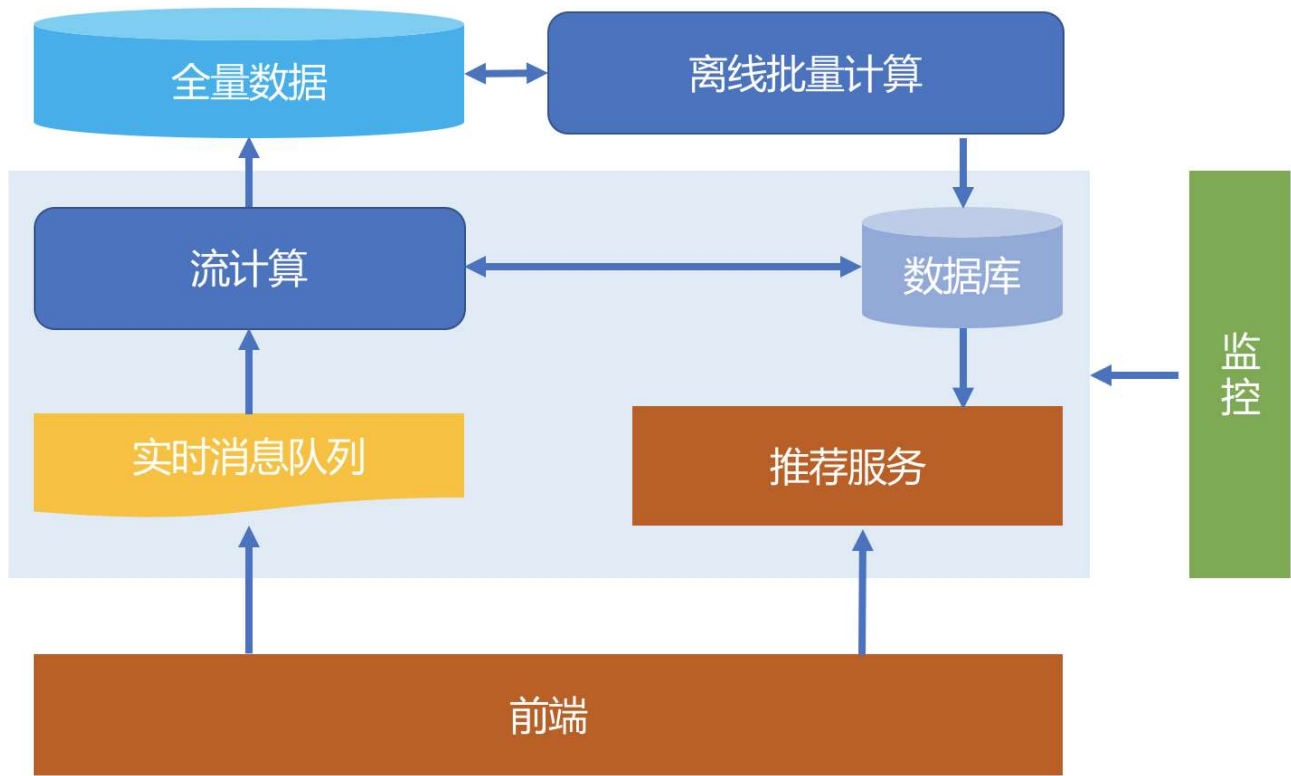 全量数据
离线批量计算
流计算
数据库
监控
实时消息队列
推荐服务
前端